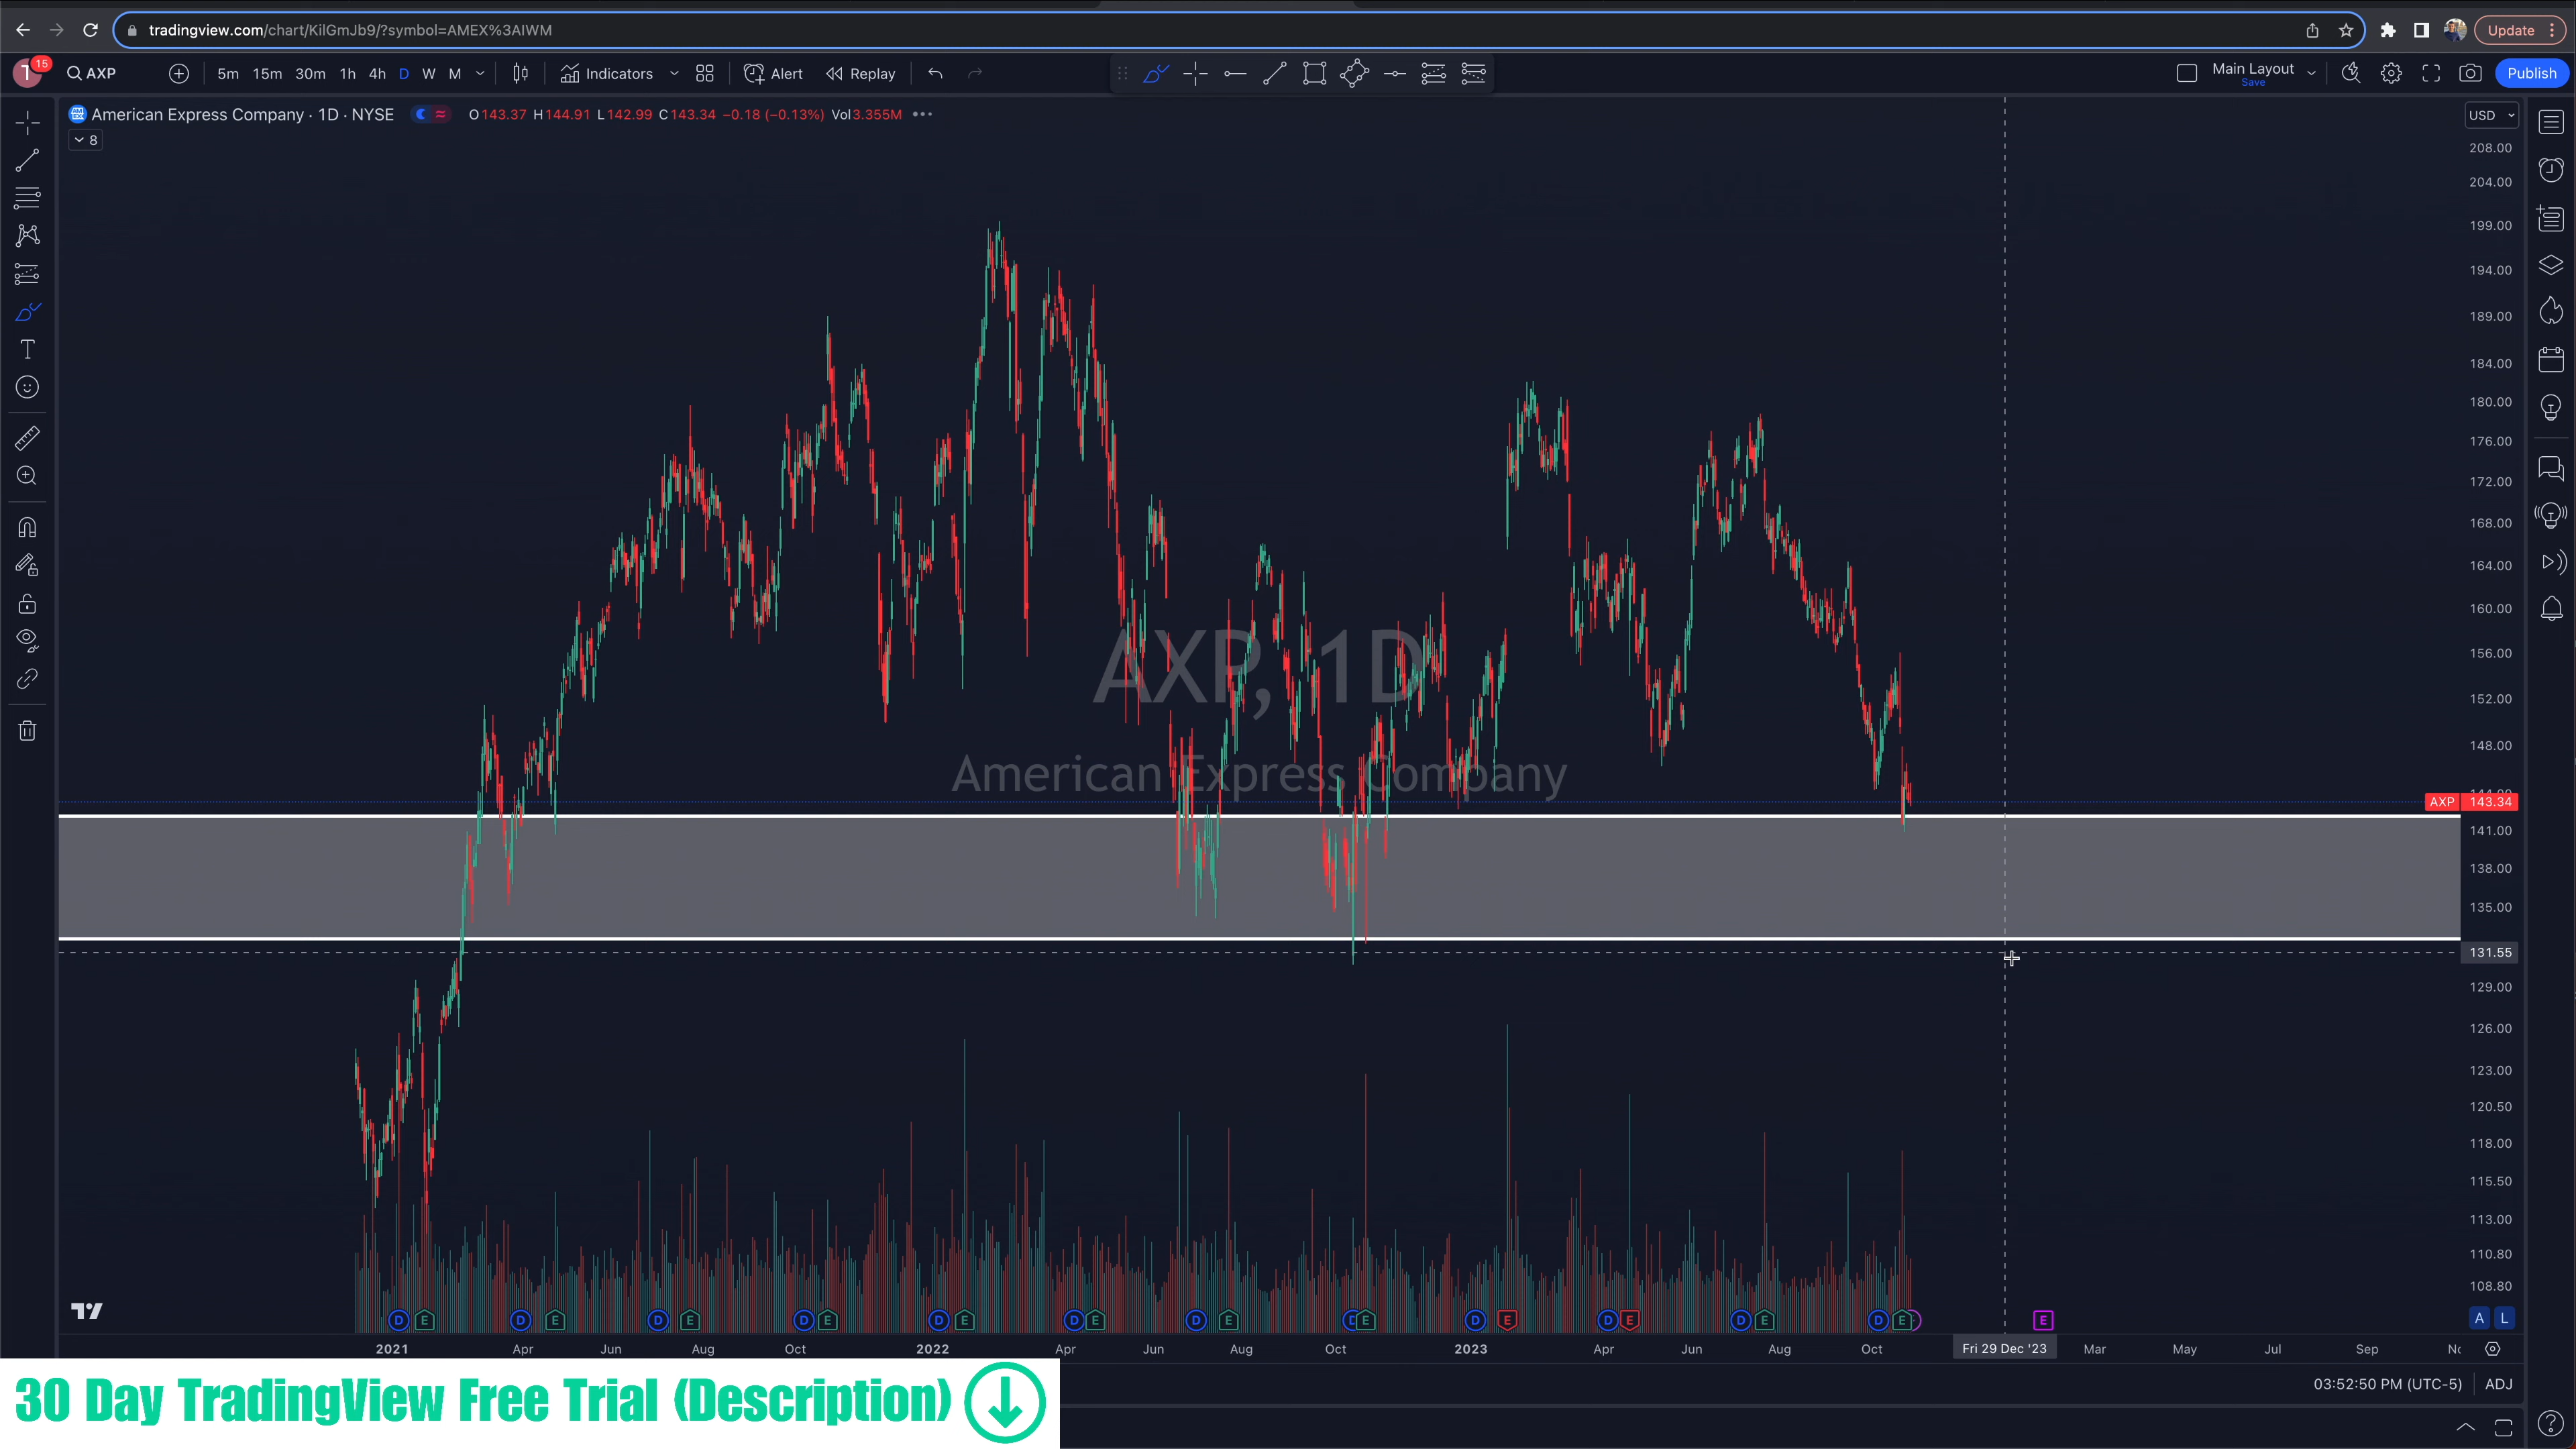 tradingview.com/chart/KilGmJb9/?symbol=AMEX%3AIWM
Update
15
AXP
5m 15m 30m 1h 4h D W M
Indicators
Alert
Replay
Main Layout
Save
Publish
American Express Company · 1D · NYSE
O143.37 H144.91 L142.99 C143.34 −0.18 (−0.13%) Vol3.355M
8
USD
208.00
204.00
199.00
194.00
189.00
184.00
180.00
176.00
172.00
168.00
164.00
160.00
156.00
152.00
148.00
AXP 143.34
141.00
138.00
135.00
131.55
129.00
126.00
123.00
120.50
118.00
115.50
113.00
110.80
108.80
AXP, 1D
American Express Company
D E D E D E D E D E D E D E E D E D E D E D E E
A L
2021 Apr Jun Aug Oct 2022 Apr Jun Aug Oct 2023 Apr Jun Aug Oct Fri 29 Dec '23 Mar May Jul Sep
03:52:50 PM (UTC-5) ADJ
30 Day TradingView Free Trial (Description)